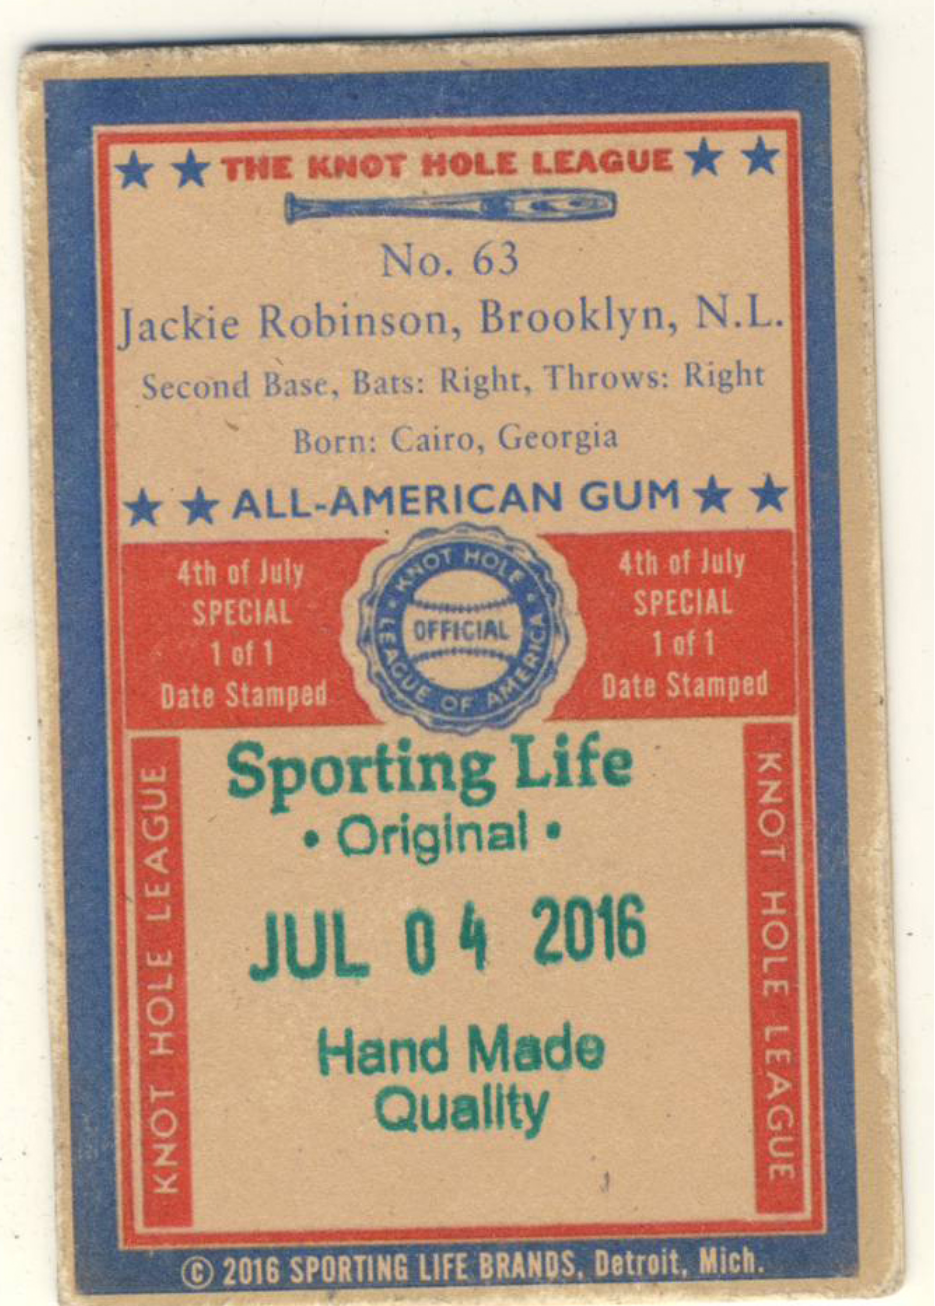 THE KNOT HOLE LEAGUE
No. 63
Jackie Robinson, Brooklyn, N.L.
Second Base, Bats: Right, Throws: Right
Born: Cairo, Georgia
ALL-AMERICAN GUM
4th of July
SPECIAL
1 of 1
Date Stamped
KNOT HOLE
LEAGUE OF AMERICA
OFFICIAL
4th of July
SPECIAL
1 of 1
Date Stamped
KNOT HOLE LEAGUE
Sporting Life
• Original •
JUL 04 2016
Hand Made
Quality
KNOT HOLE LEAGUE
© 2016 SPORTING LIFE BRANDS, Detroit, Mich.